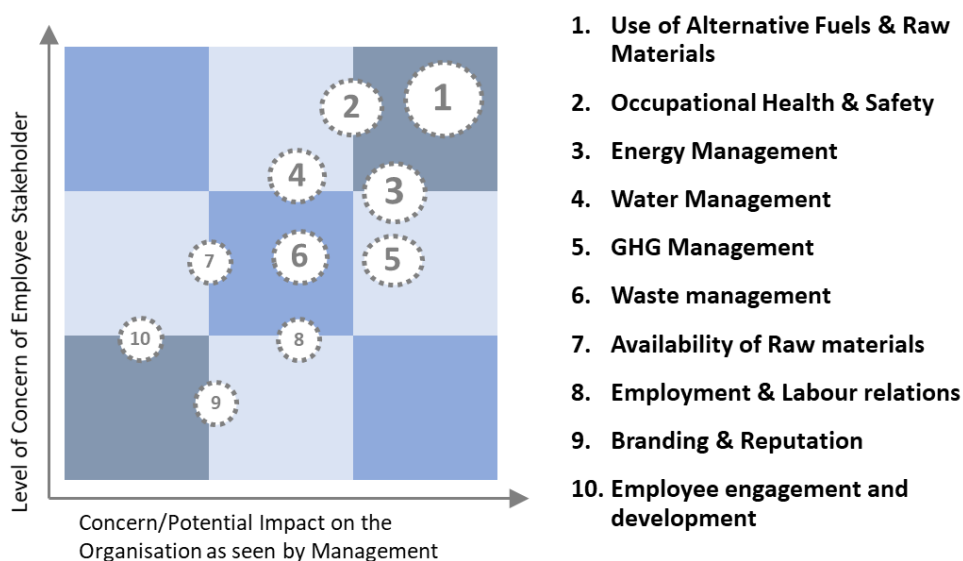 Level of Concern of Employee Stakeholder
1
2
3
4
5
6
7
8
9
10
Concern/Potential Impact on the
Organisation as seen by Management
1. Use of Alternative Fuels & Raw
Materials
2. Occupational Health & Safety
3. Energy Management
4. Water Management
5. GHG Management
6. Waste management
7. Availability of Raw materials
8. Employment & Labour relations
9. Branding & Reputation
10. Employee engagement and
development